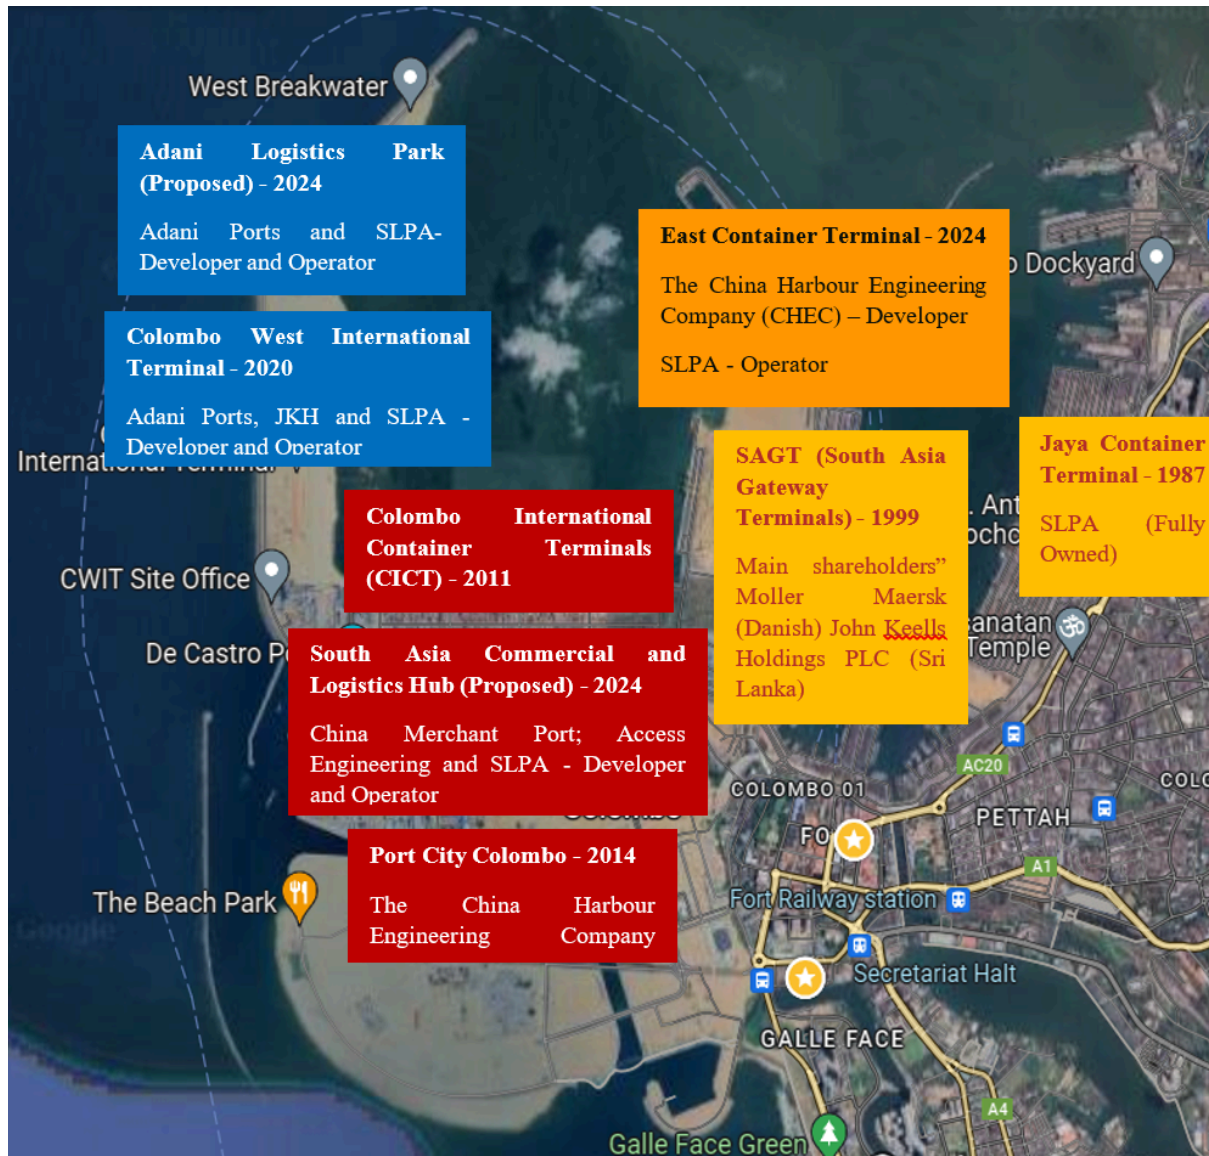 West Breakwater
Adani Logistics Park
(Proposed) - 2024
Adani Ports and SLPA-
Developer and Operator
East Container Terminal - 2024
The China Harbour Engineering
Company (CHEC) – Developer
SLPA - Operator
Dockyard
Colombo West International
Terminal - 2020
Adani Ports, JKH and SLPA -
Developer and Operator
International Terminal
SAGT (South Asia
Gateway
Terminals) - 1999
Main shareholders”
Moller Maersk
(Danish) John Keells
Holdings PLC (Sri
Lanka)
Jaya Container
Terminal - 1987
SLPA (Fully
Owned)
Colombo International
Container Terminals
(CICT) - 2011
CWIT Site Office
De Castro
South Asia Commercial and
Logistics Hub (Proposed) - 2024
China Merchant Port; Access
Engineering and SLPA - Developer
and Operator
Temple
AC20
COLOMBO 01
PETTAH
FO
A1
Port City Colombo - 2014
The China Harbour
Engineering Company
The Beach Park
Google
Fort Railway station
Secretariat Halt
GALLE FACE
A4
Galle Face Green